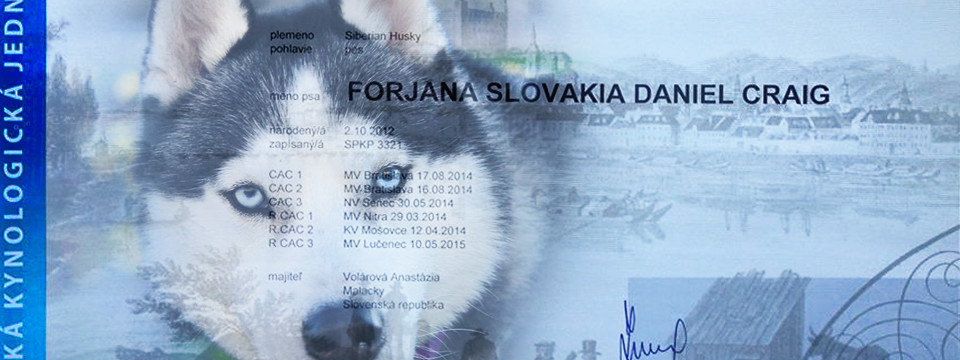 KÁ KYNOLOGICKÁ JEDN
plemeno Siberian Husky
pohlavie pes
meno psa FORJANA SLOVAKIA DANIEL CRAIG
narodený/á 2.10.2012
zapísaný/á SPKP 3321
CAC 1 MV Bratislava 17.08.2014
CAC 2 MV Bratislava 16.08.2014
CAC 3 NV Senec 30.05.2014
R CAC 1 MV Nitra 29.03.2014
R.CAC 2 KV Mošovce 12.04.2014
R CAC 3 MV Lučenec 10.05.2015
majiteľ Volárová Anastázia
Malacky
Slovenská republika